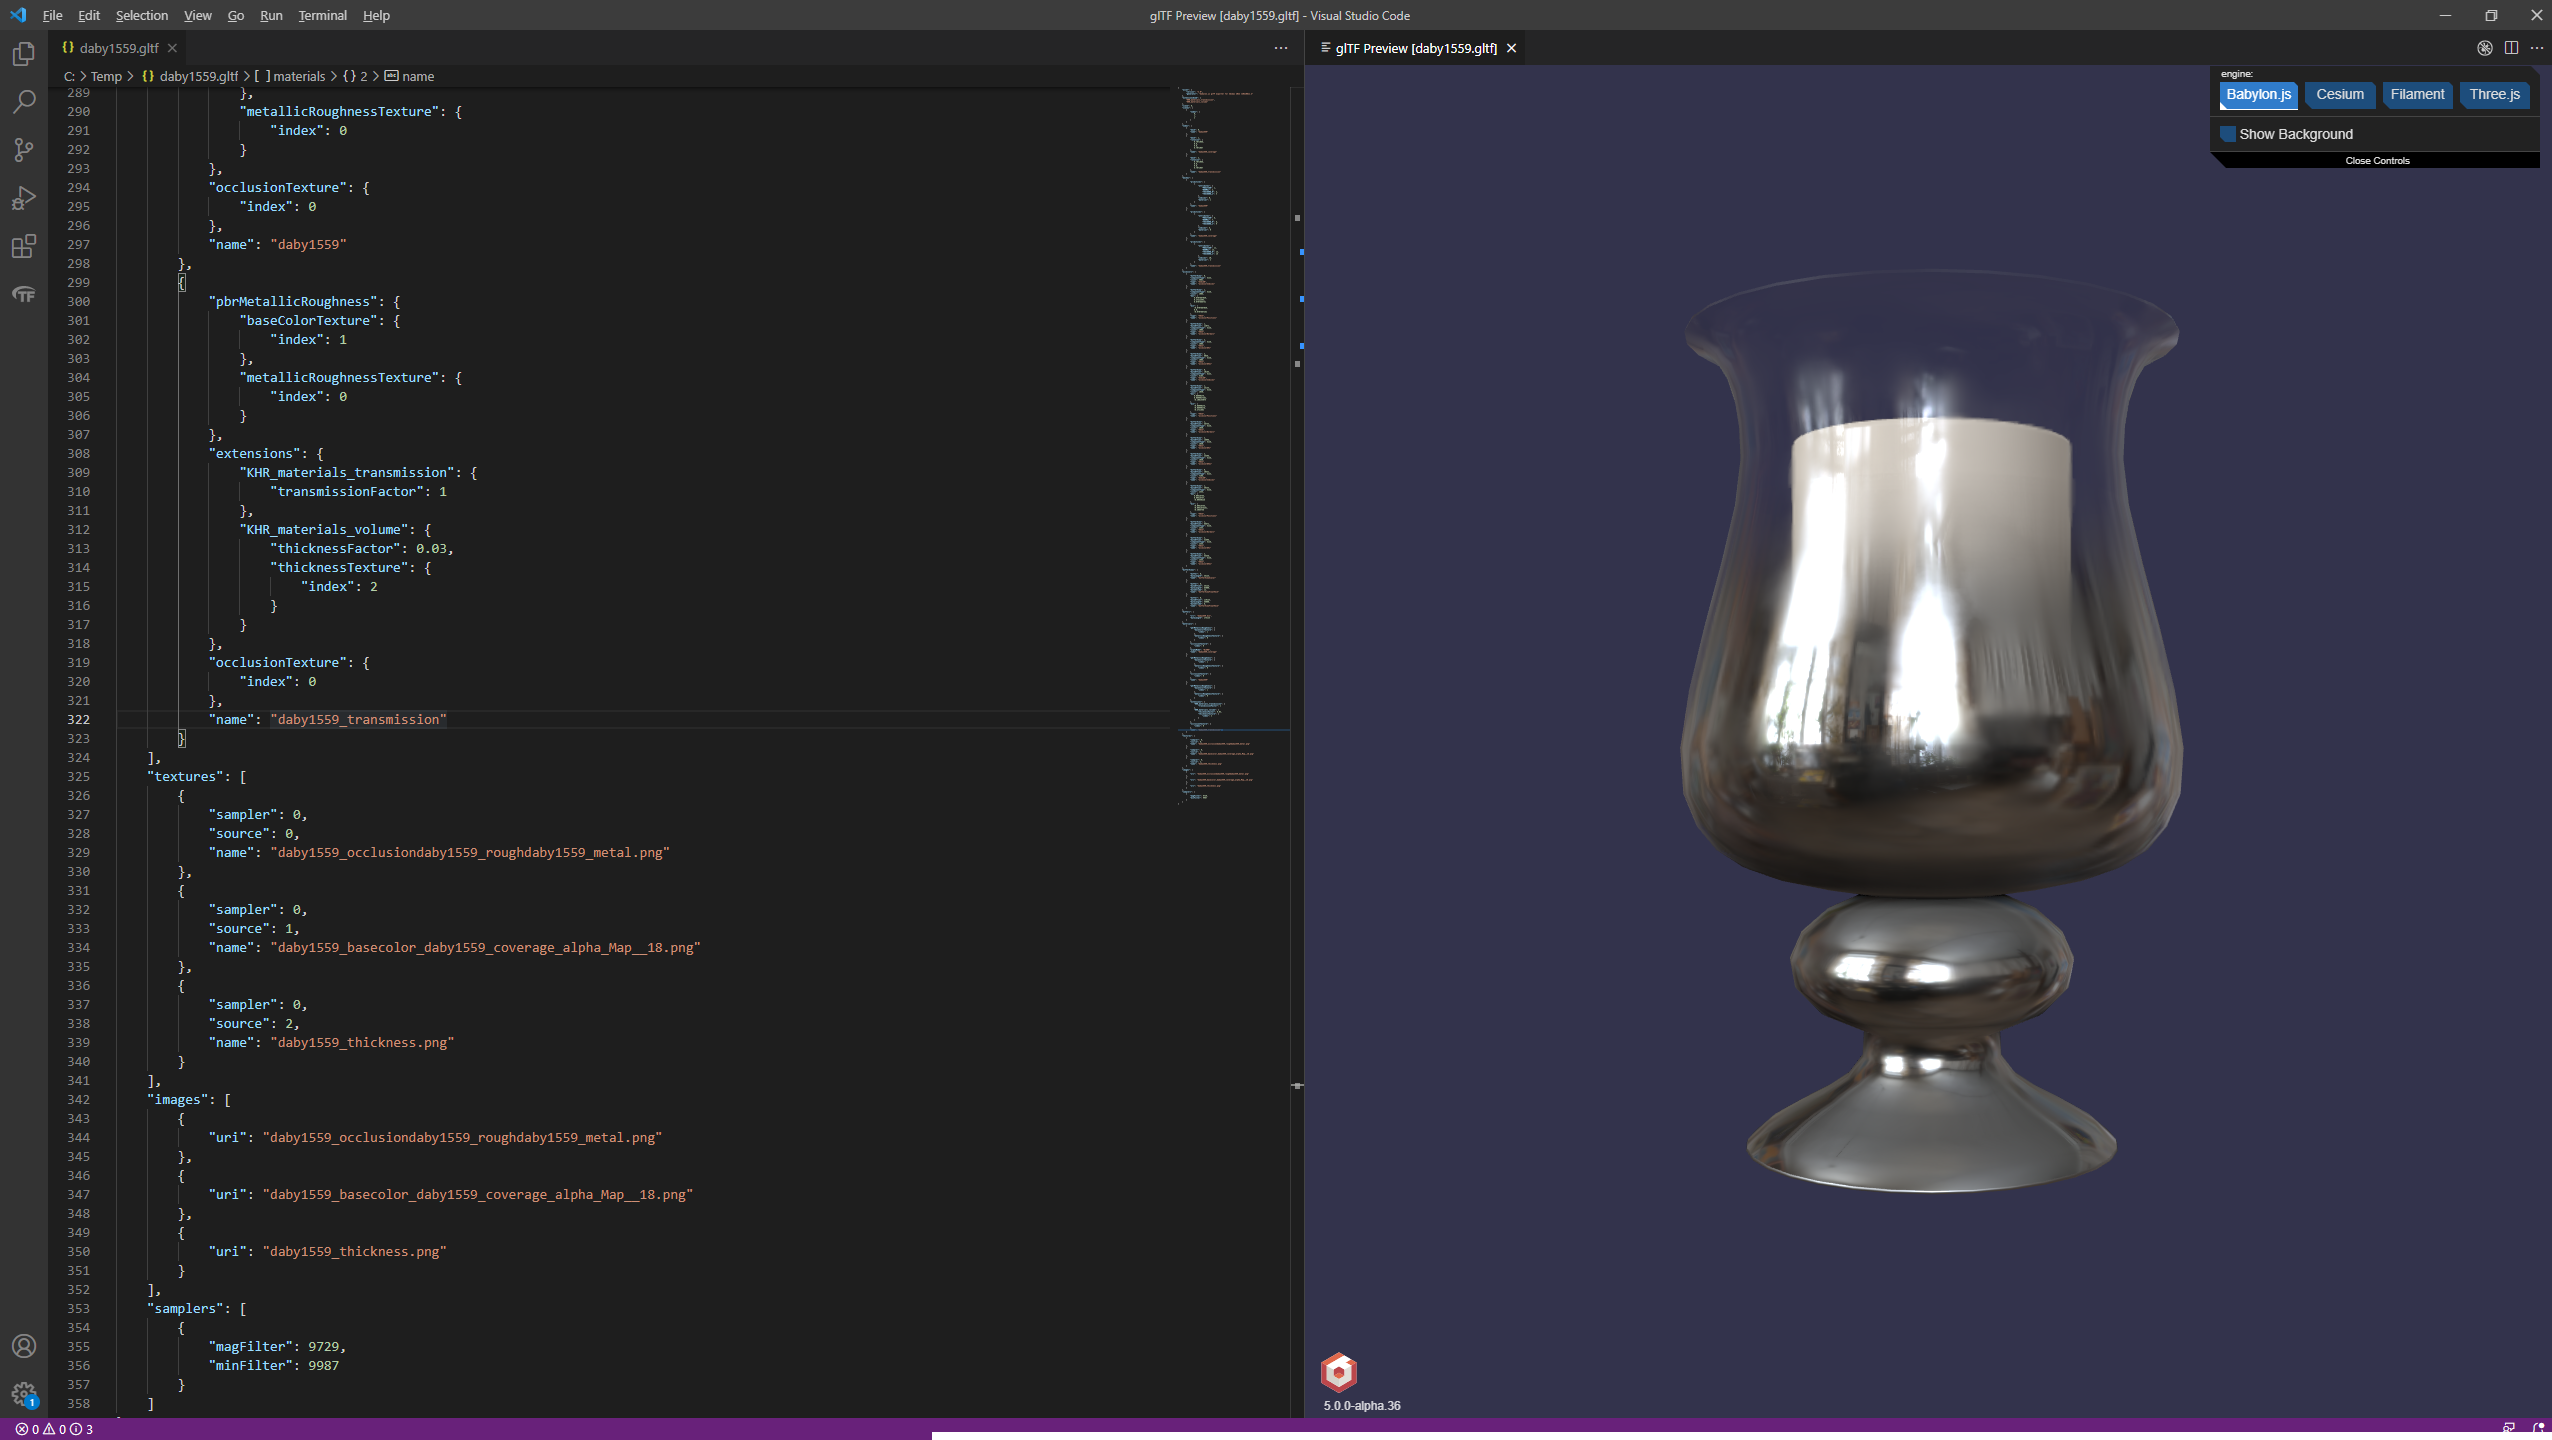 File Edit Selection View Go Run Terminal Help
glTF Preview [daby1559.gltf] - Visual Studio Code
{} daby1559.gltf
glTF Preview [daby1559.gltf]
C: > Temp > {} daby1559.gltf > [ ] materials > {} 2 > abc name
289 },
290 "metallicRoughnessTexture": {
291 "index": 0
292 }
293 },
294 "occlusionTexture": {
295 "index": 0
296 },
297 "name": "daby1559"
298 },
299 {
300 "pbrMetallicRoughness": {
301 "baseColorTexture": {
302 "index": 1
303 },
304 "metallicRoughnessTexture": {
305 "index": 0
306 }
307 },
308 "extensions": {
309 "KHR_materials_transmission": {
310 "transmissionFactor": 1
311 },
312 "KHR_materials_volume": {
313 "thicknessFactor": 0.03,
314 "thicknessTexture": {
315 "index": 2
316 }
317 }
318 },
319 "occlusionTexture": {
320 "index": 0
321 },
322 "name": "daby1559_transmission"
323 }
324 ],
325 "textures": [
326 {
327 "sampler": 0,
328 "source": 0,
329 "name": "daby1559_occlusiondaby1559_roughdaby1559_metal.png"
330 },
331 {
332 "sampler": 0,
333 "source": 1,
334 "name": "daby1559_basecolor_daby1559_coverage_alpha_Map__18.png"
335 },
336 {
337 "sampler": 0,
338 "source": 2,
339 "name": "daby1559_thickness.png"
340 }
341 ],
342 "images": [
343 {
344 "uri": "daby1559_occlusiondaby1559_roughdaby1559_metal.png"
345 },
346 {
347 "uri": "daby1559_basecolor_daby1559_coverage_alpha_Map__18.png"
348 },
349 {
350 "uri": "daby1559_thickness.png"
351 }
352 ],
353 "samplers": [
354 {
355 "magFilter": 9729,
356 "minFilter": 9987
357 }
358 ]
engine:
Babylon.js Cesium Filament Three.js
Show Background
Close Controls
5.0.0-alpha.36
TF
1
0 0 3